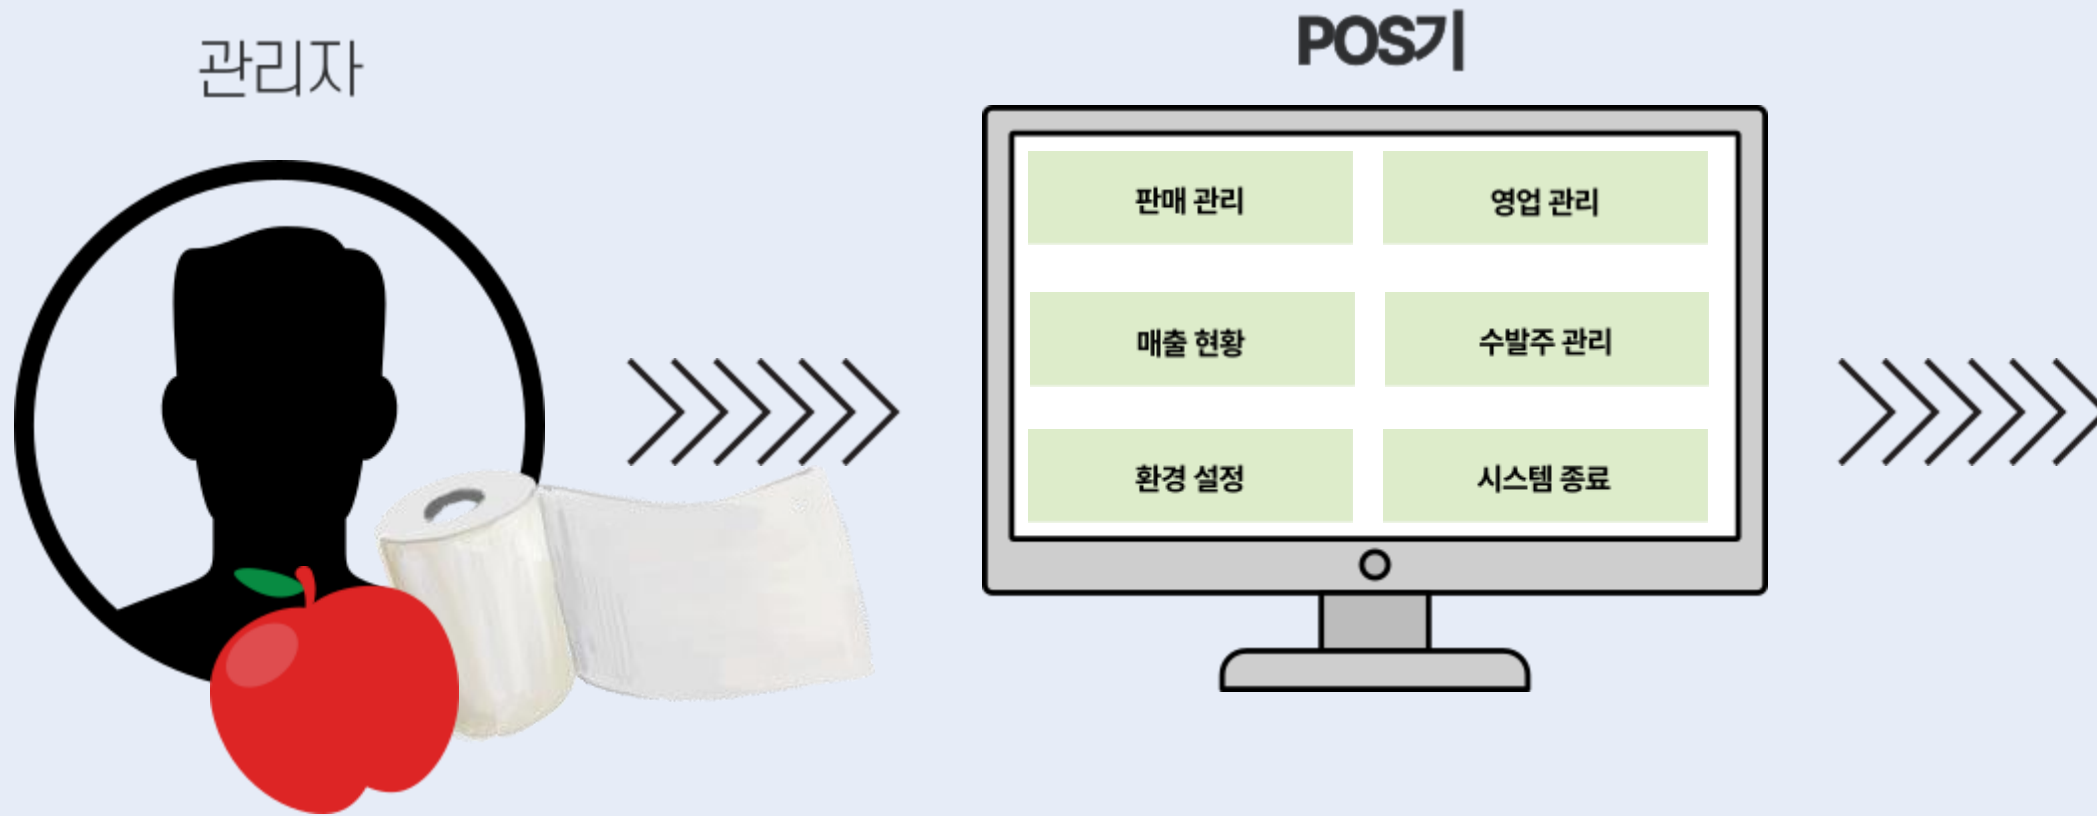 관리자
POS기
판매 관리
영업 관리
매출 현황
수발주 관리
환경 설정
시스템 종료